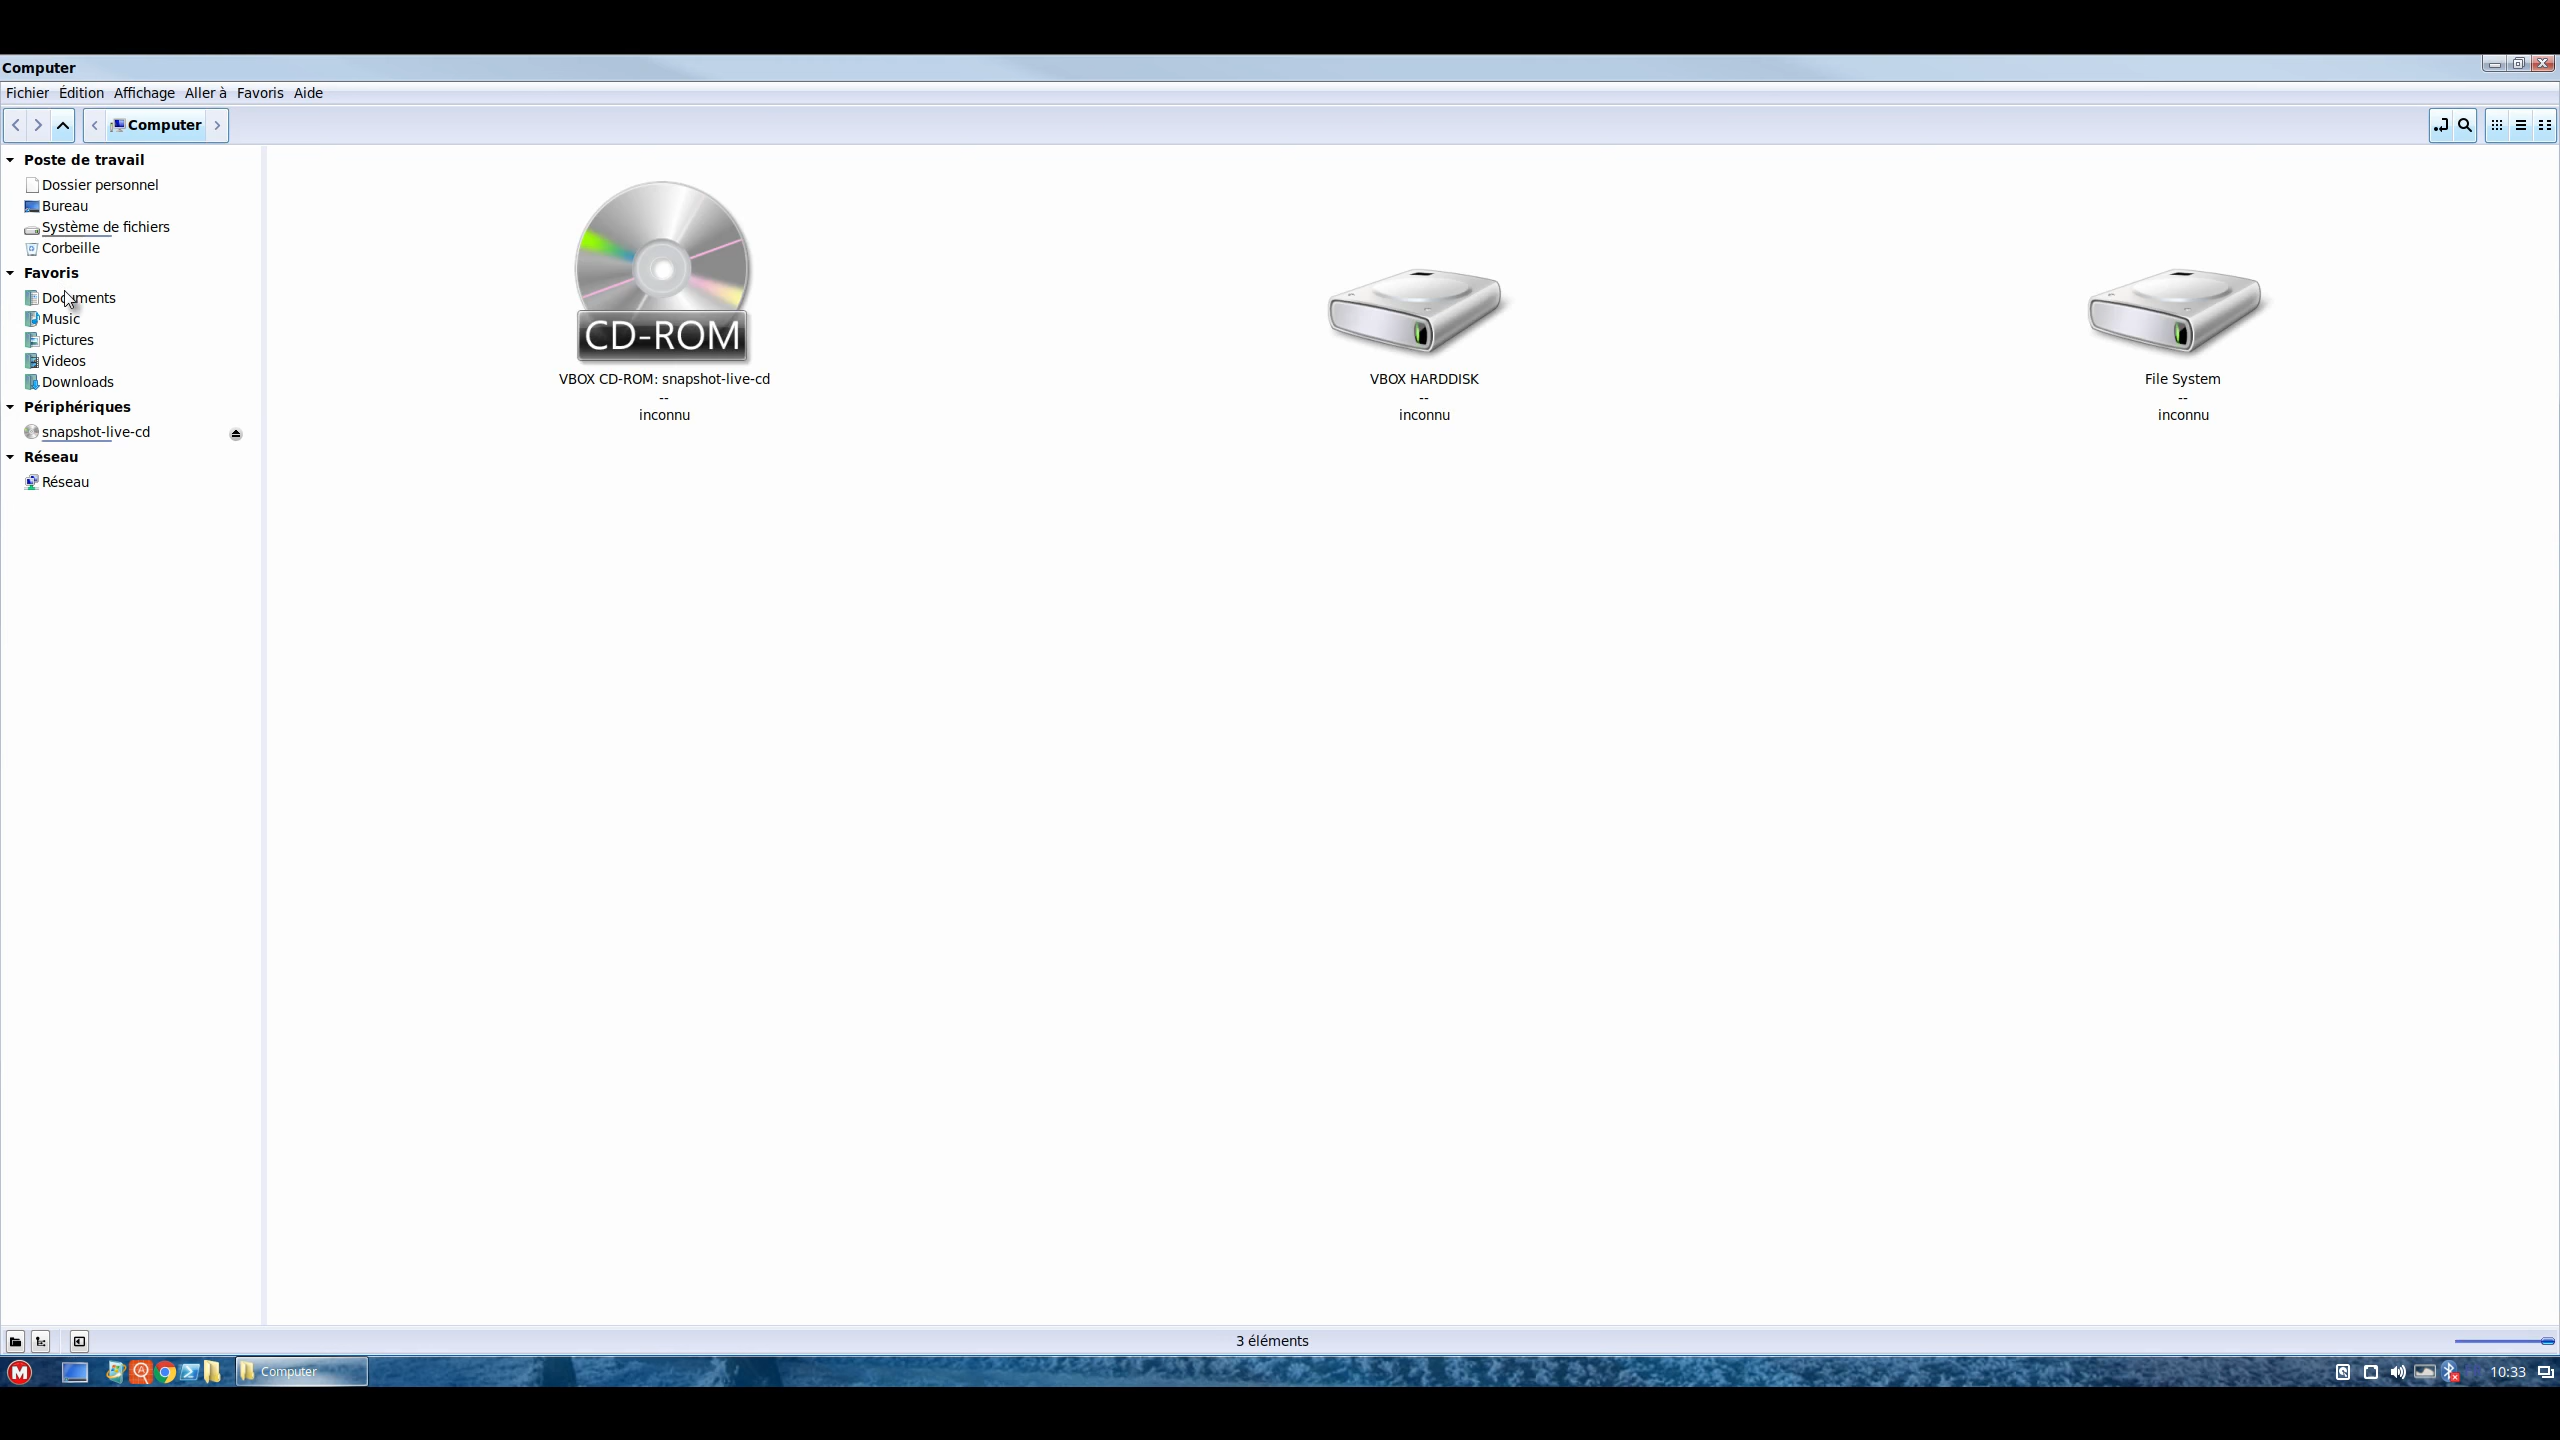 Computer
Fichier Édition Affichage Aller à Favoris Aide
Computer
Poste de travail
Dossier personnel
Bureau
Système de fichiers
Corbeille
Favoris
Documents
Music
Pictures
Videos
Downloads
Périphériques
snapshot-live-cd
Réseau
Réseau
CD-ROM
VBOX CD-ROM: snapshot-live-cd
--
inconnu
VBOX HARDDISK
--
inconnu
File System
--
inconnu
3 éléments
M
Computer
10:33